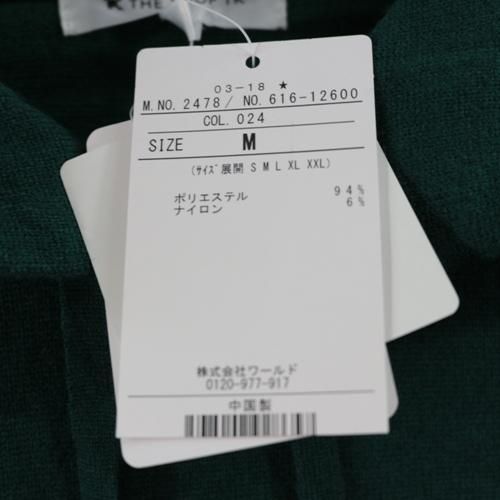 THE
03-18 ★
M.NO. 2478/ NO. 616-12600
COL. 024
SIZE M
(サイズ展開 S M L XL XXL)
ポリエステル 94%
ナイロン 6%
株式会社ワールド
0120-977-917
中国製